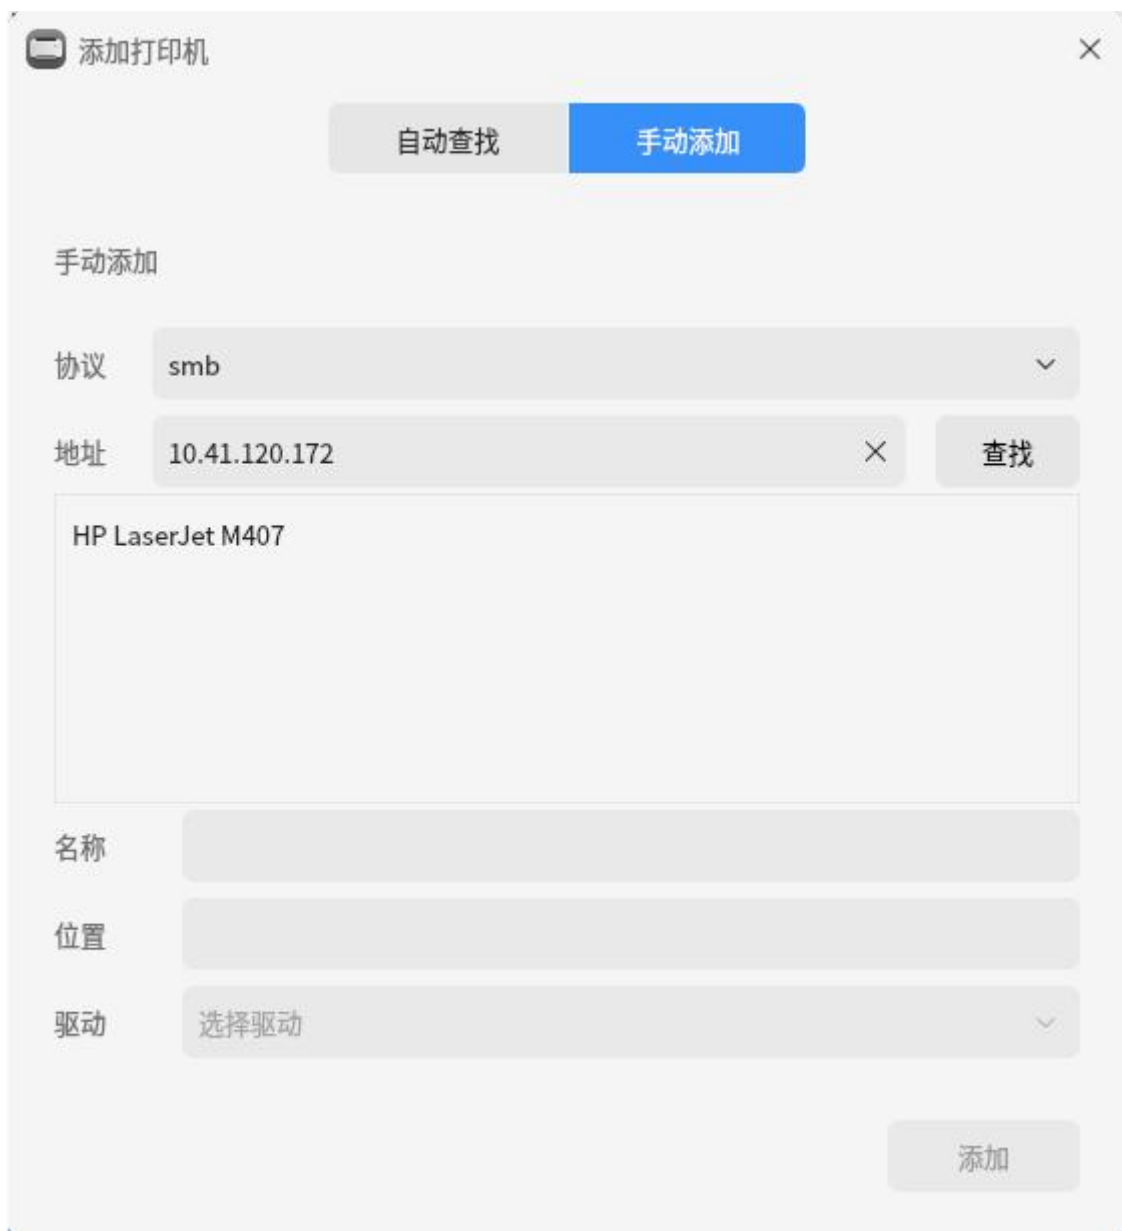 添加打印机
自动查找 手动添加
手动添加
协议 smb
地址 10.41.120.172 查找
HP LaserJet M407
名称
位置
驱动 选择驱动
添加